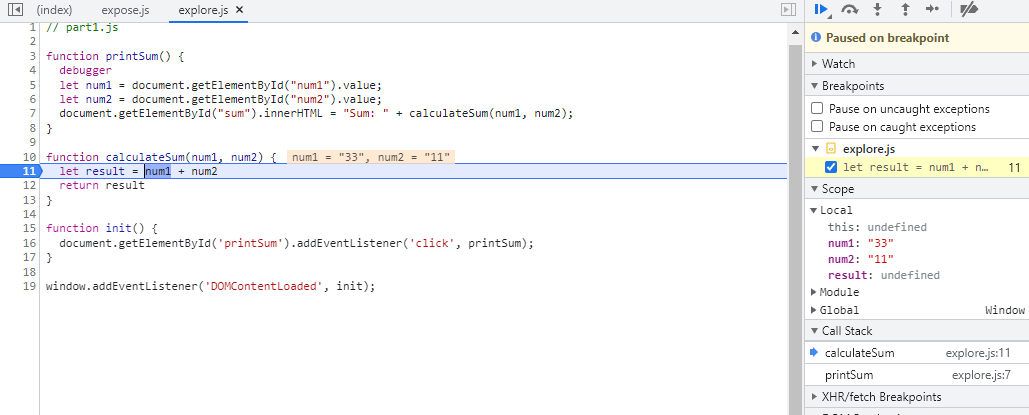 (index) expose.js explore.js ×
1 // part1.js
2
3 function printSum() {
4 debugger
5 let num1 = document.getElementById("num1").value;
6 let num2 = document.getElementById("num2").value;
7 document.getElementById("sum").innerHTML = "Sum: " + calculateSum(num1, num2);
8 }
9
10 function calculateSum(num1, num2) { num1 = "33", num2 = "11"
11 let result = num1 + num2
12 return result
13 }
14
15 function init() {
16 document.getElementById('printSum').addEventListener('click', printSum);
17 }
18
19 window.addEventListener('DOMContentLoaded', init);
Paused on breakpoint
Watch
Breakpoints
Pause on uncaught exceptions
Pause on caught exceptions
explore.js
let result = num1 + n… 11
Scope
Local
this: undefined
num1: "33"
num2: "11"
result: undefined
Module
Global Window
Call Stack
calculateSum explore.js:11
printSum explore.js:7
XHR/fetch Breakpoints